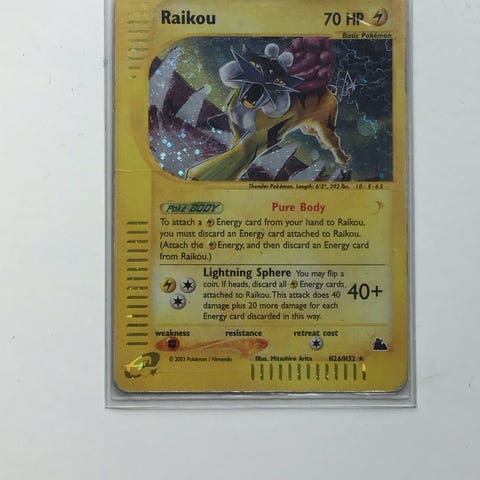 Raikou 70 HP
Basic Pokémon
Thunder Pokémon. Length: 6'3", 392 lbs. ID: E-65
Poké-BODY Pure Body
To attach a Energy card from your hand to Raikou,
you must discard an Energy card attached to Raikou.
(Attach the Energy, and then discard an Energy card
from Raikou.)
Lightning Sphere You may flip a
coin. If heads, discard all Energy cards
attached to Raikou. This attack does 40
damage plus 20 more damage for each
Energy card discarded in this way.
40+
weakness resistance retreat cost
© 2003 Pokémon / Nintendo Illus. Mitsuhiro Arita H26/H32